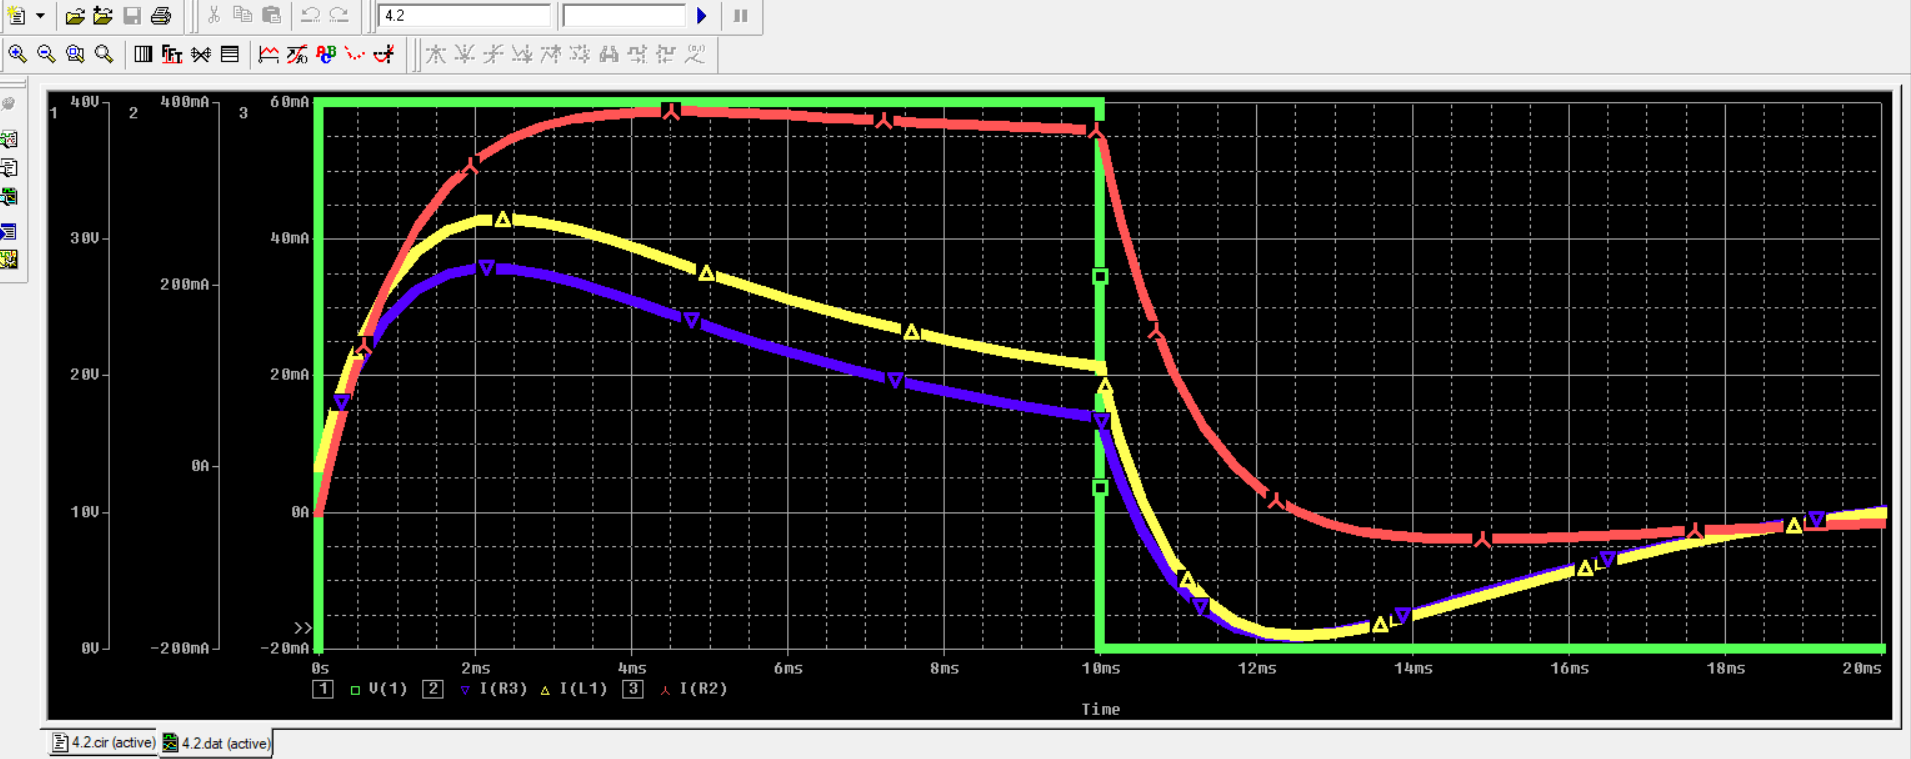 4.2
FFT
ABC
1 40V 2 400mA 3 60mA
30V 200mA 40mA
20V 20mA
0A
10V 0A
>>
0V -200mA -20mA
0s 2ms 4ms 6ms 8ms 10ms 12ms 14ms 16ms 18ms 20ms
1 V(1) 2 I(R3) I(L1) 3 I(R2)
Time
4.2.cir (active) 4.2.dat (active)